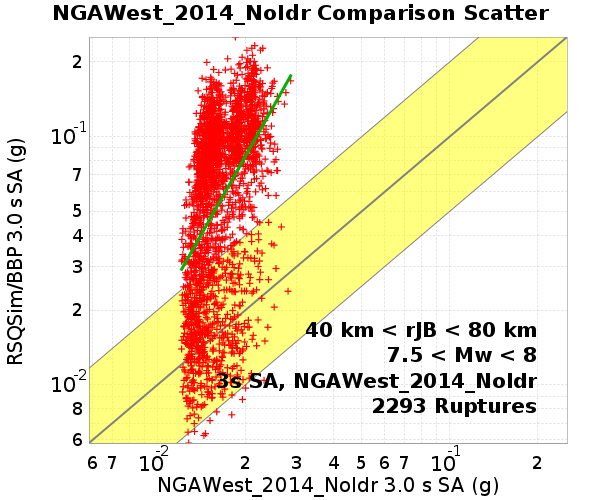 NGAWest_2014_NoIdr Comparison Scatter
RSQSim/BBP 3.0 s SA (g)
2
10^-1
7
5
4
3
2
10^-2
8
6
40 km < rJB < 80 km
7.5 < Mw < 8
3s SA, NGAWest_2014_NoIdr
2293 Ruptures
6 7 10^-2 2 3 4 5 6 7 10^-1 2
NGAWest_2014_NoIdr 3.0 s SA (g)